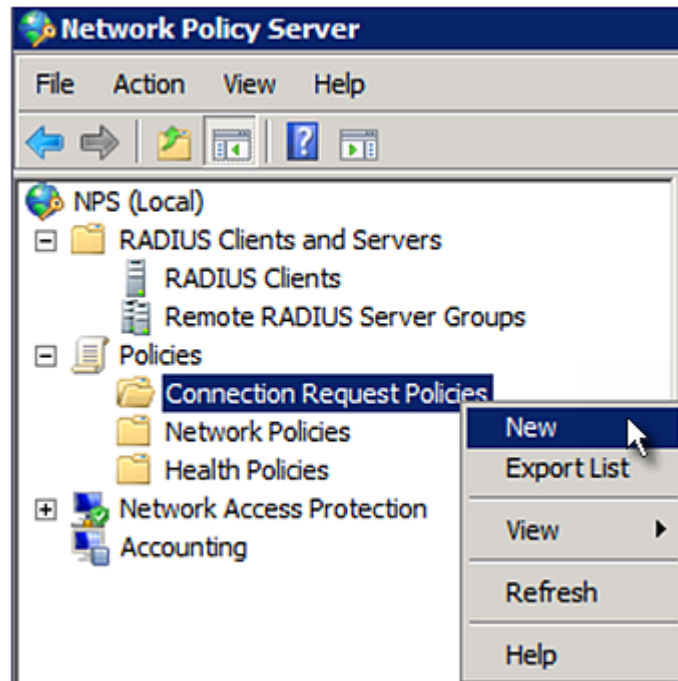 Network Policy Server
File Action View Help
NPS (Local)
RADIUS Clients and Servers
RADIUS Clients
Remote RADIUS Server Groups
Policies
Connection Request Policies
Network Policies
Health Policies
Network Access Protection
Accounting
New
Export List
View
Refresh
Help